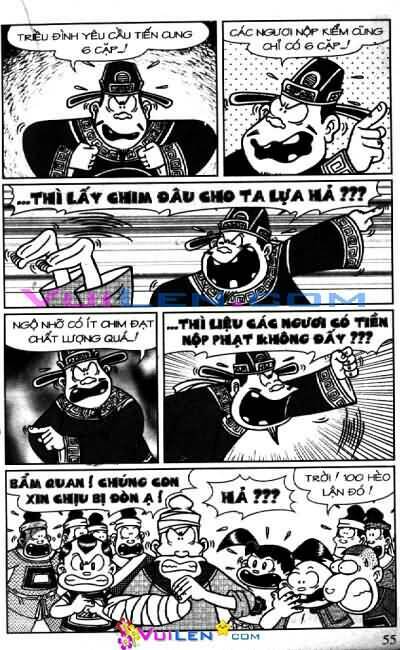 TRIỀU ĐÌNH YÊU CẦU TIẾN CUNG
6 CẶP...!
CÁC NGƯƠI NỘP KIỂM CŨNG
CHỈ CÓ 6 CẶP...!
...THÌ LẤY CHIM ĐÂU CHO TA LỰA HẢ ???
VUILEN.COM
NGỘ NHỠ CÓ ÍT CHIM ĐẠT
CHẤT LƯỢNG QUÁ..!
...THÌ LIỆU CÁC NGƯƠI CÓ TIỀN
NỘP PHẠT KHÔNG ĐẤY ???
BẨM QUAN ! CHÚNG CON
XIN CHỊU BỊ ĐÒN Ạ !
HẢ ???
TRỜI ! 100 HÈO
LẬN ĐÓ !
VUILEN.COM
55